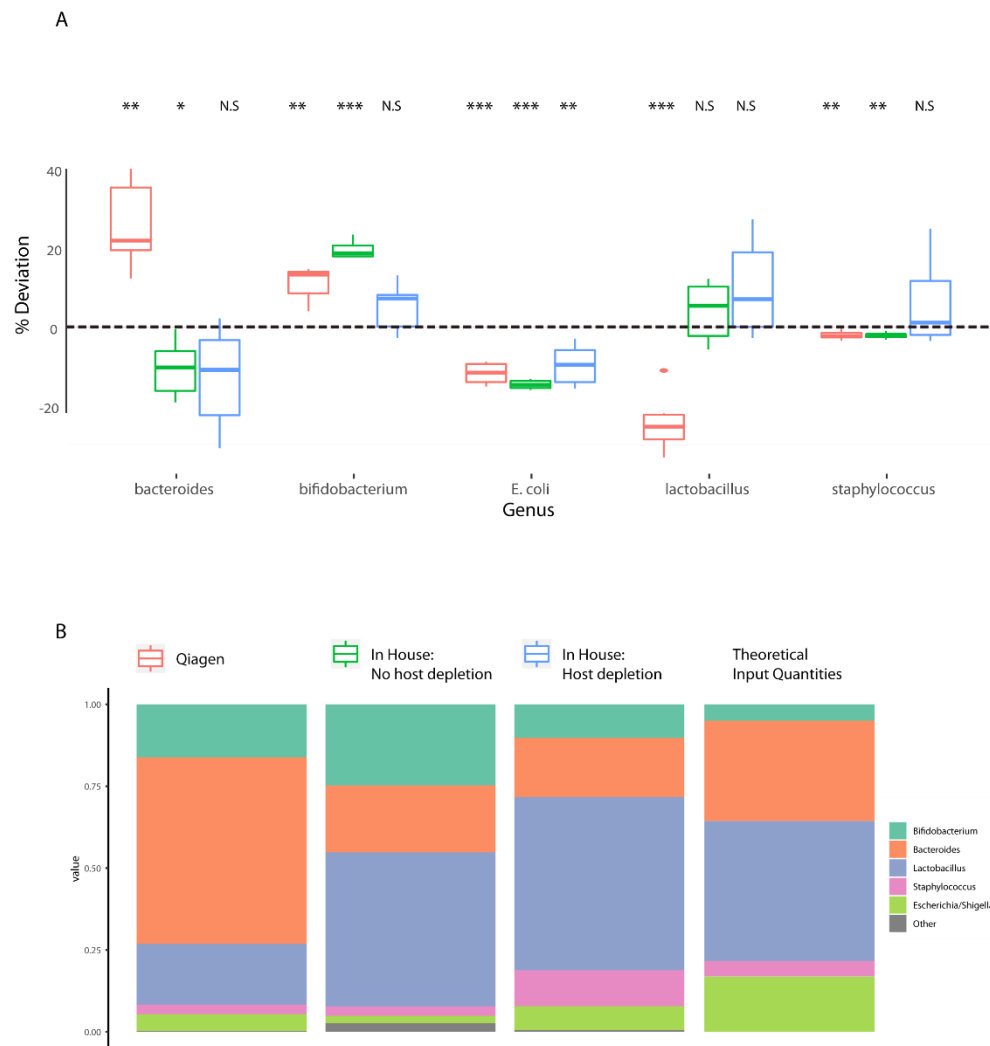 A
** * N.S ** *** N.S *** *** ** *** N.S N.S ** ** N.S
40
20
0
-20
% Deviation
bacteroides bifidobacterium E. coli lactobacillus staphylococcus
Genus
B
Qiagen
In House:
No host depletion
In House:
Host depletion
Theoretical
Input Quantities
1.00
0.75
0.50
0.25
0.00
value
Bifidobacterium
Bacteroides
Lactobacillus
Staphylococcus
Escherichia/Shigell
Other